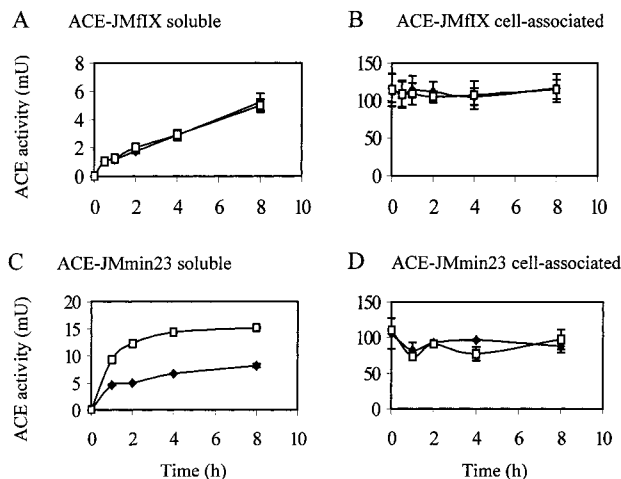 A ACE-JMfIX soluble
ACE activity (mU)
8
6
4
2
0
0 2 4 6 8 10
B ACE-JMfIX cell-associated
150
100
50
0
0 2 4 6 8 10
C ACE-JMmin23 soluble
ACE activity (mU)
20
15
10
5
0
0 2 4 6 8 10
Time (h)
D ACE-JMmin23 cell-associated
150
100
50
0
0 2 4 6 8 10
Time (h)